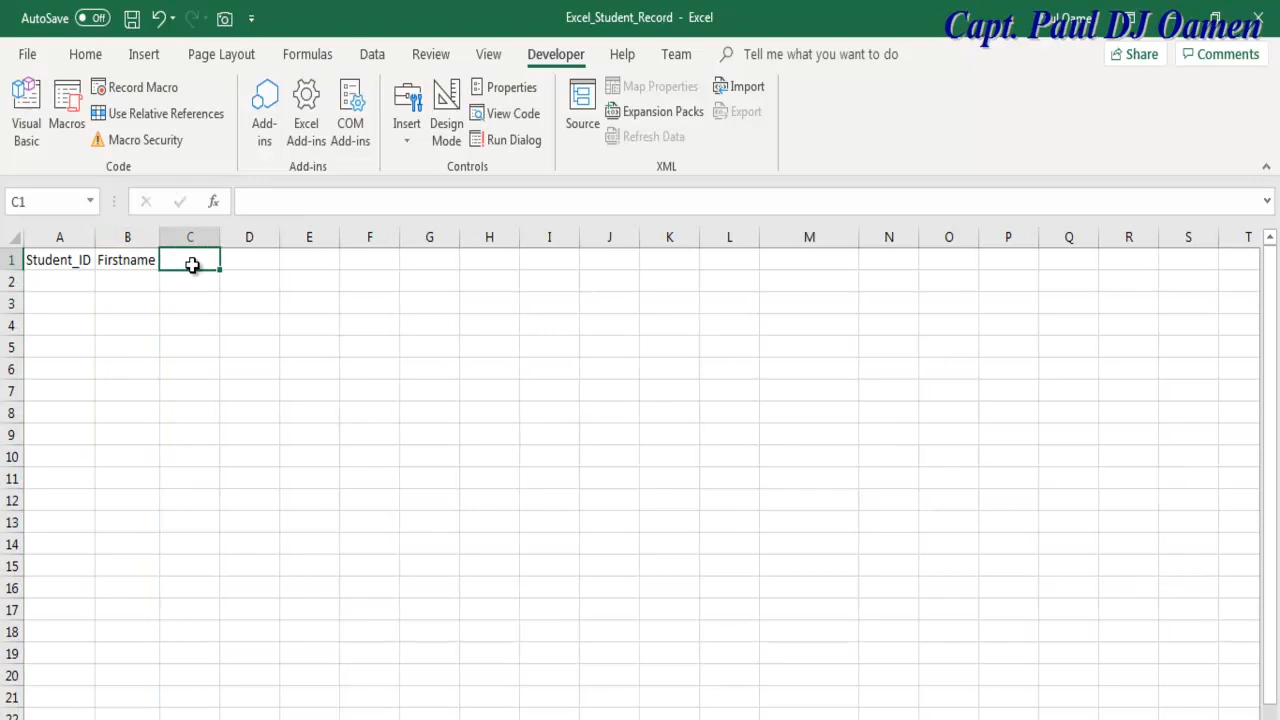 AutoSave Off Excel_Student_Record - Excel
Capt. Paul DJ Oamen
File Home Insert Page Layout Formulas Data Review View Developer Help Team Tell me what you want to do Share Comments
Visual Basic
Macros
Record Macro
Use Relative References
Macro Security
Code
Add-ins
Excel Add-ins
COM Add-ins
Add-ins
Insert
Design Mode
Properties
View Code
Run Dialog
Controls
Source
Map Properties
Expansion Packs
Refresh Data
Import
Export
XML
C1 fx
A B C D E F G H I J K L M N O P Q R S T
1 Student_ID Firstname
2
3
4
5
6
7
8
9
10
11
12
13
14
15
16
17
18
19
20
21